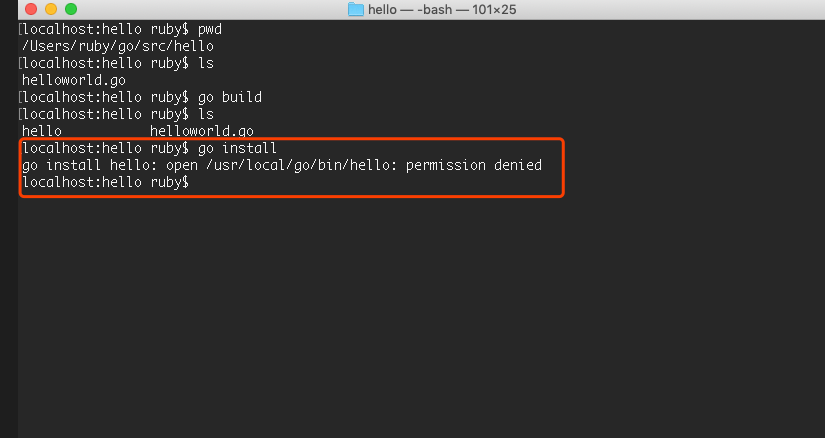 hello — -bash — 101×25
[localhost:hello ruby$ pwd
/Users/ruby/go/src/hello
[localhost:hello ruby$ ls
helloworld.go
[localhost:hello ruby$ go build
[localhost:hello ruby$ ls
hello helloworld.go
localhost:hello ruby$ go install
go install hello: open /usr/local/go/bin/hello: permission denied
localhost:hello ruby$